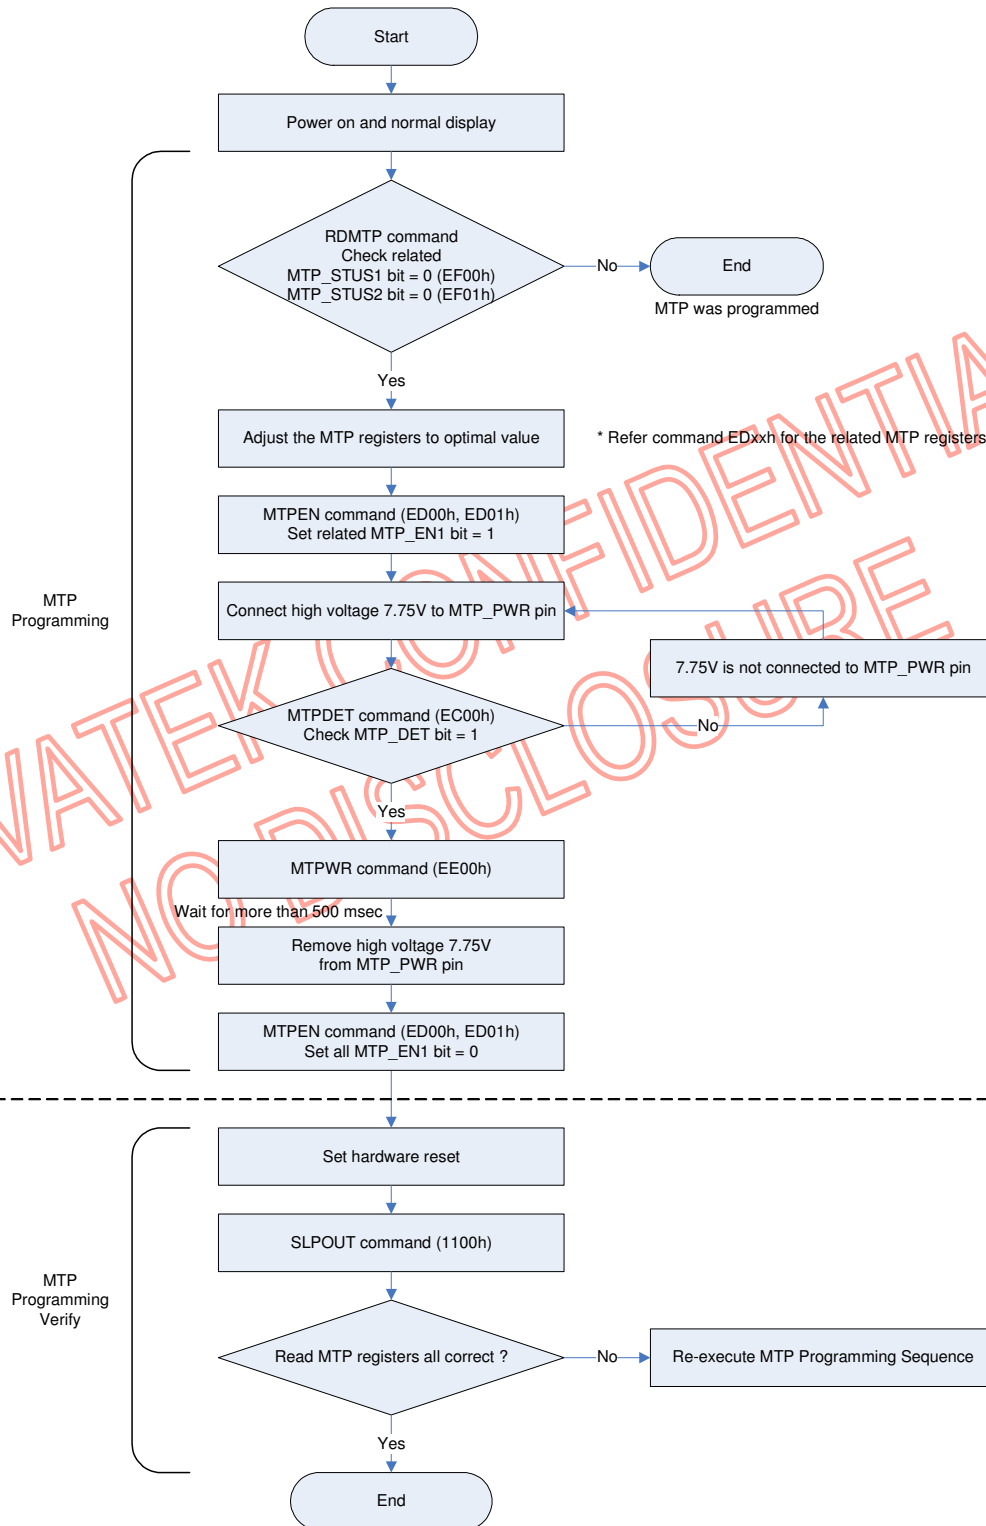 Start
Power on and normal display
RDMTP command
Check related
MTP_STUS1 bit = 0 (EF00h)
MTP_STUS2 bit = 0 (EF01h)
No
End
MTP was programmed
Yes
Adjust the MTP registers to optimal value
* Refer command EDxxh for the related MTP registers
MTPEN command (ED00h, ED01h)
Set related MTP_EN1 bit = 1
MTP
Programming
Connect high voltage 7.75V to MTP_PWR pin
7.75V is not connected to MTP_PWR pin
MTPDET command (EC00h)
Check MTP_DET bit = 1
No
Yes
MTPWR command (EE00h)
Wait for more than 500 msec
Remove high voltage 7.75V
from MTP_PWR pin
MTPEN command (ED00h, ED01h)
Set all MTP_EN1 bit = 0
Set hardware reset
SLPOUT command (1100h)
MTP
Programming
Verify
Read MTP registers all correct ?
No
Re-execute MTP Programming Sequence
Yes
End
VATEK CONFIDENTIA
NO DISCLOSURE